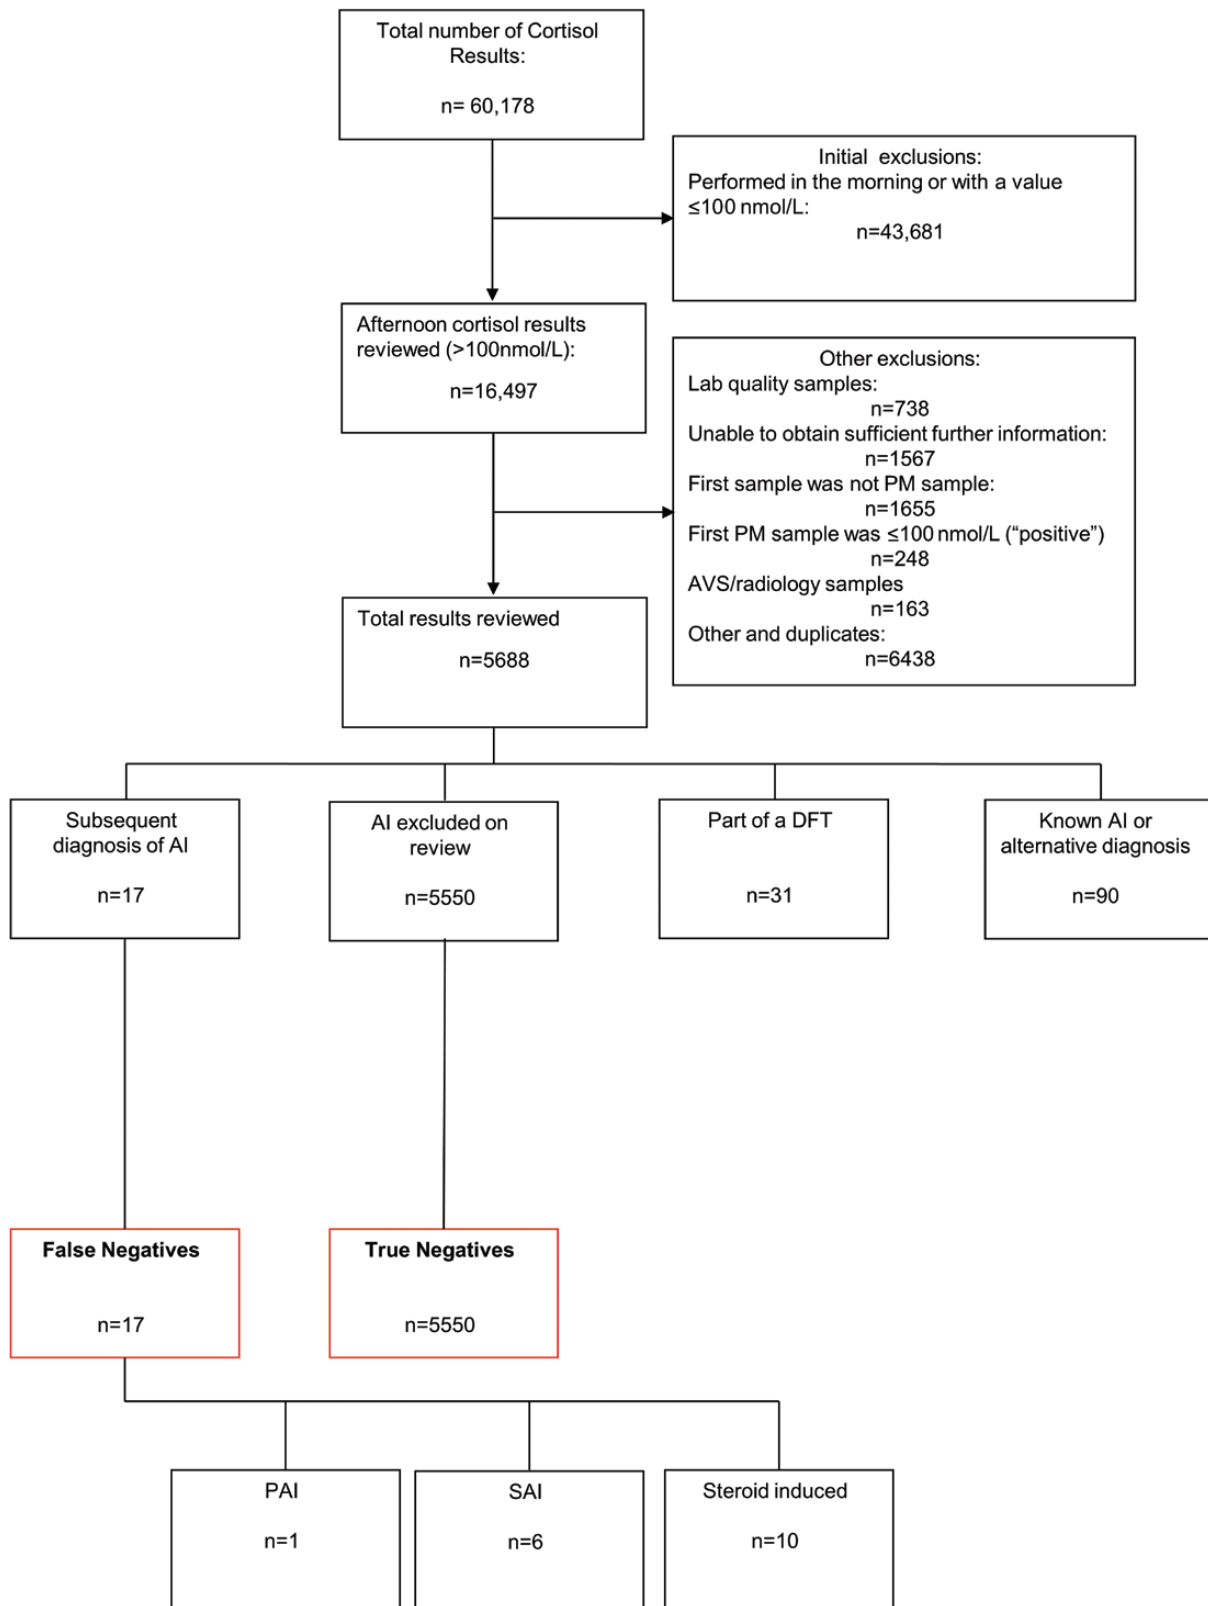 Total number of Cortisol
Results:
n= 60,178
Initial exclusions:
Performed in the morning or with a value
≤100 nmol/L:
n=43,681
Afternoon cortisol results
reviewed (>100nmol/L):
n=16,497
Other exclusions:
Lab quality samples:
n=738
Unable to obtain sufficient further information:
n=1567
First sample was not PM sample:
n=1655
First PM sample was ≤100 nmol/L (“positive”)
n=248
AVS/radiology samples
n=163
Other and duplicates:
n=6438
Total results reviewed
n=5688
Subsequent
diagnosis of AI
n=17
AI excluded on
review
n=5550
Part of a DFT
n=31
Known AI or
alternative diagnosis
n=90
False Negatives
n=17
True Negatives
n=5550
PAI
n=1
SAI
n=6
Steroid induced
n=10